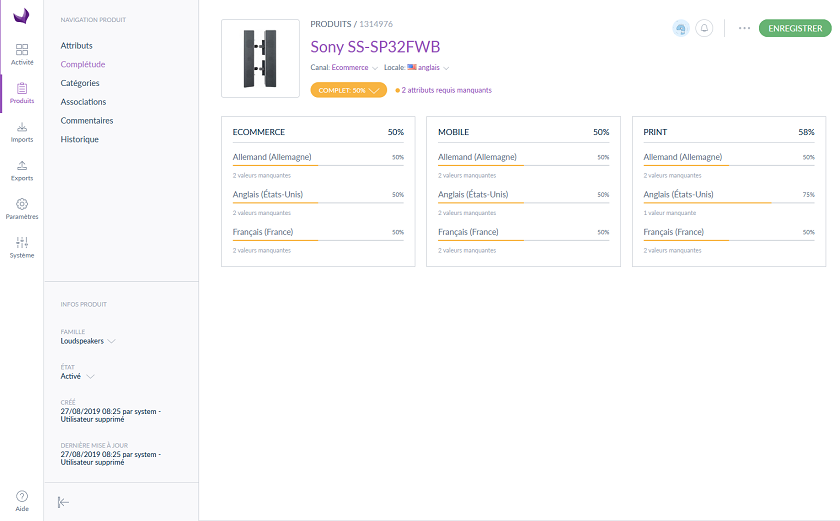 Activité
Produits
Imports
Exports
Paramètres
Système
Aide
NAVIGATION PRODUIT
Attributs
Complétude
Catégories
Associations
Commentaires
Historique
INFOS PRODUIT
FAMILLE
Loudspeakers
ÉTAT
Activé
CRÉÉ
27/08/2019 08:25 par system -
Utilisateur supprimé
DERNIÈRE MISE À JOUR
27/08/2019 08:25 par system -
Utilisateur supprimé
PRODUITS / 1314976
ENREGISTRER
Sony SS-SP32FWB
Canal: Ecommerce Locale: anglais
COMPLET: 50% 2 attributs requis manquants
ECOMMERCE 50%
Allemand (Allemagne) 50%
2 valeurs manquantes
Anglais (États-Unis) 50%
2 valeurs manquantes
Français (France) 50%
2 valeurs manquantes
MOBILE 50%
Allemand (Allemagne) 50%
2 valeurs manquantes
Anglais (États-Unis) 50%
2 valeurs manquantes
Français (France) 50%
2 valeurs manquantes
PRINT 58%
Allemand (Allemagne) 50%
2 valeurs manquantes
Anglais (États-Unis) 75%
1 valeur manquante
Français (France) 50%
2 valeurs manquantes